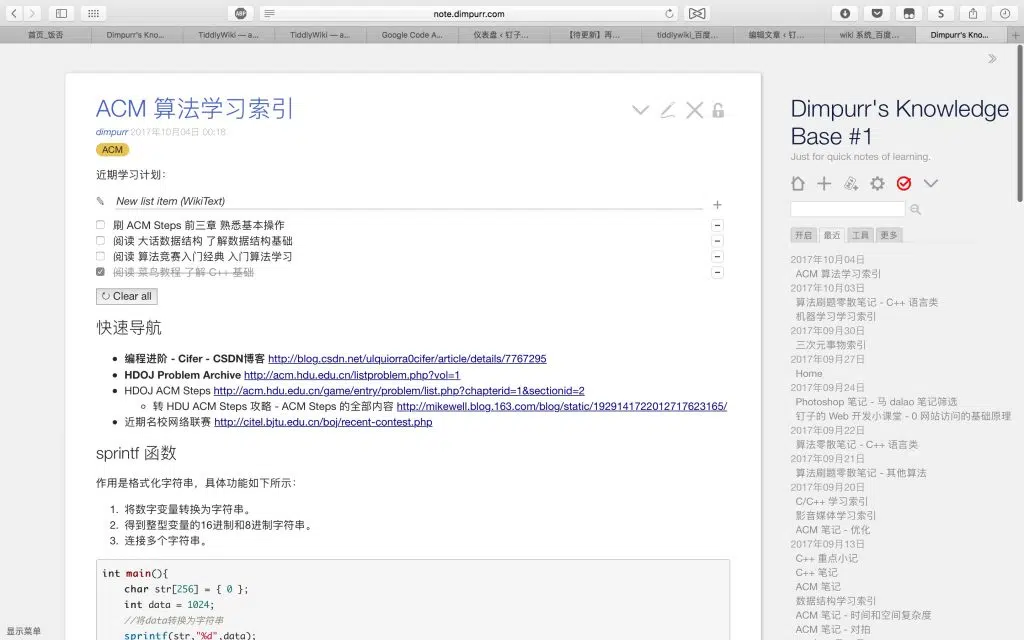 note.dimpurr.com
ABP
S
首页_饭否
Dimpurr's Kno...
TiddlyWiki — a...
TiddlyWiki — a...
Google Code A...
仪表盘 ‹ 钉子...
【待更新】再...
tiddlywiki_百度...
编辑文章 ‹ 钉...
wiki 系统_百度...
Dimpurr's Kno...
ACM 算法学习索引
dimpurr 2017年10月04日 00:18
ACM
近期学习计划：
New list item (WikiText)
刷 ACM Steps 前三章 熟悉基本操作
阅读 大话数据结构 了解数据结构基础
阅读 算法竞赛入门经典 入门算法学习
阅读 菜鸟教程 了解 C++ 基础
Clear all
快速导航
编程进阶 - Cifer - CSDN博客 http://blog.csdn.net/ulquiorra0cifer/article/details/7767295
HDOJ Problem Archive http://acm.hdu.edu.cn/listproblem.php?vol=1
HDOJ ACM Steps http://acm.hdu.edu.cn/game/entry/problem/list.php?chapterid=1&sectionid=2
转 HDU ACM Steps 攻略 - ACM Steps 的全部内容 http://mikewell.blog.163.com/blog/static/1929141722012717623165/
近期名校网络联赛 http://citel.bjtu.edu.cn/boj/recent-contest.php
sprintf 函数
作用是格式化字符串，具体功能如下所示：
1. 将数字变量转换为字符串。
2. 得到整型变量的16进制和8进制字符串。
3. 连接多个字符串。
int main(){
char str[256] = { 0 };
int data = 1024;
//将data转换为字符串
sprintf(str,"%d",data);
显示菜单
Dimpurr's Knowledge
Base #1
Just for quick notes of learning.
开启
最近
工具
更多
2017年10月04日
ACM 算法学习索引
2017年10月03日
算法刷题零散笔记 - C++ 语言类
机器学习学习索引
2017年09月30日
三次元事物索引
2017年09月27日
Home
2017年09月24日
Photoshop 笔记 - 马 dalao 笔记筛选
钉子的 Web 开发小课堂 - 0 网站访问的基础原理
2017年09月22日
算法零散笔记 - C++ 语言类
2017年09月21日
算法刷题零散笔记 - 其他算法
2017年09月20日
C/C++ 学习索引
影音媒体学习索引
ACM 笔记 - 优化
2017年09月13日
C++ 重点小记
C++ 笔记
ACM 笔记
数据结构学习索引
ACM 笔记 - 时间和空间复杂度
ACM 笔记 - 对拍